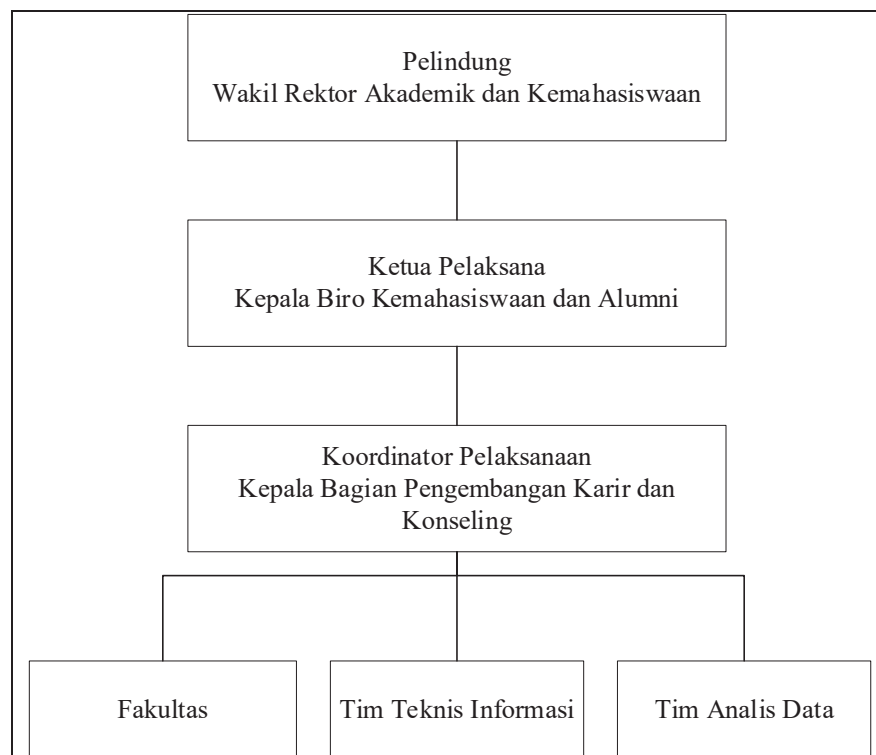 Pelindung
Wakil Rektor Akademik dan Kemahasiswaan
Ketua Pelaksana
Kepala Biro Kemahasiswaan dan Alumni
Koordinator Pelaksanaan
Kepala Bagian Pengembangan Karir dan
Konseling
Fakultas
Tim Teknis Informasi
Tim Analis Data